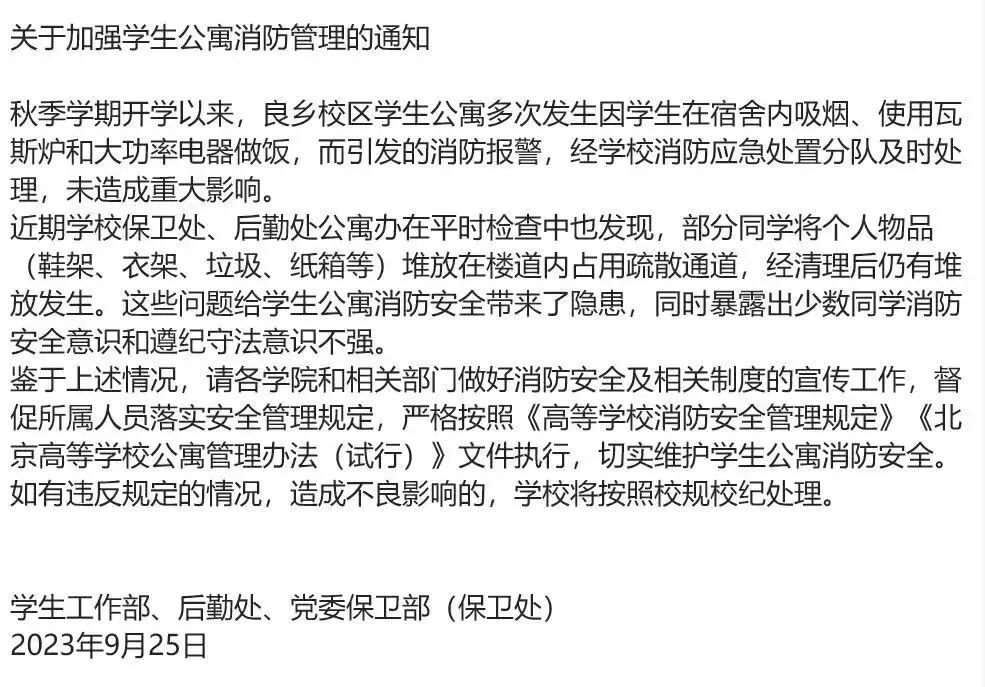 关于加强学生公寓消防管理的通知
秋季学期开学以来，良乡校区学生公寓多次发生因学生在宿舍内吸烟、使用瓦
斯炉和大功率电器做饭，而引发的消防报警，经学校消防应急处置分队及时处
理，未造成重大影响。
近期学校保卫处、后勤处公寓办在平时检查中也发现，部分同学将个人物品
（鞋架、衣架、垃圾、纸箱等）堆放在楼道内占用疏散通道，经清理后仍有堆
放发生。这些问题给学生公寓消防安全带来了隐患，同时暴露出少数同学消防
安全意识和遵纪守法意识不强。
鉴于上述情况，请各学院和相关部门做好消防安全及相关制度的宣传工作，督
促所属人员落实安全管理规定，严格按照《高等学校消防安全管理规定》《北
京高等学校公寓管理办法（试行）》文件执行，切实维护学生公寓消防安全。
如有违反规定的情况，造成不良影响的，学校将按照校规校纪处理。
学生工作部、后勤处、党委保卫部（保卫处）
2023年9月25日